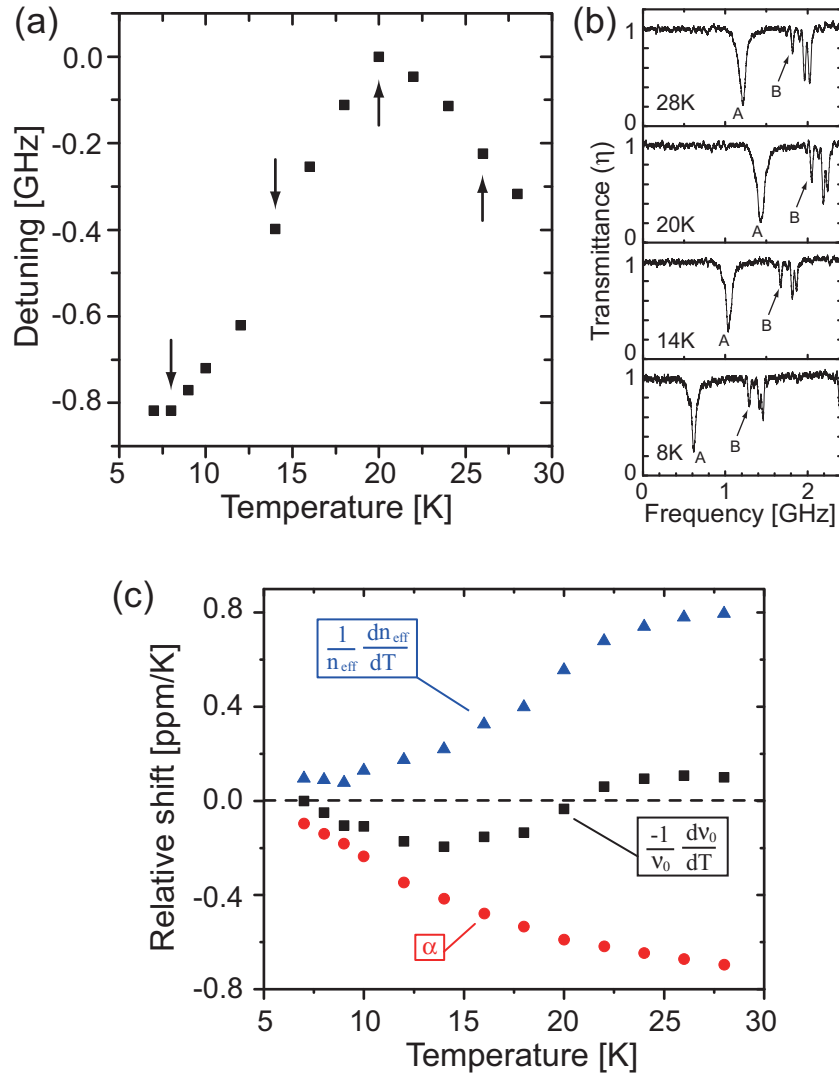 (a)
0.0
-0.2
-0.4
-0.6
-0.8
Detuning [GHz]
5 10 15 20 25 30
Temperature [K]
(b)
1
28K
A
B
0
1
20K
A
B
0
1
14K
A
B
0
1
8K
A
B
0
Transmittance (η)
0 1 2
Frequency [GHz]
(c)
0.8
0.4
0.0
-0.4
-0.8
Relative shift [ppm/K]
1 dn_eff
n_eff dT
-1 dν₀
ν₀ dT
α
5 10 15 20 25 30
Temperature [K]